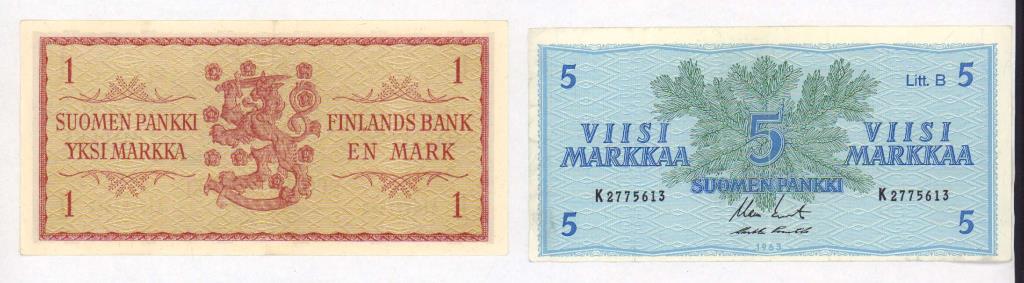 1 1
SUOMEN PANKKI FINLANDS BANK
YKSI MARKKA EN MARK
1 1
5 Litt. B 5
VIISI 5 VIISI
MARKKAA MARKKAA
SUOMEN PANKKI
K2775613 K2775613
5 5
1963